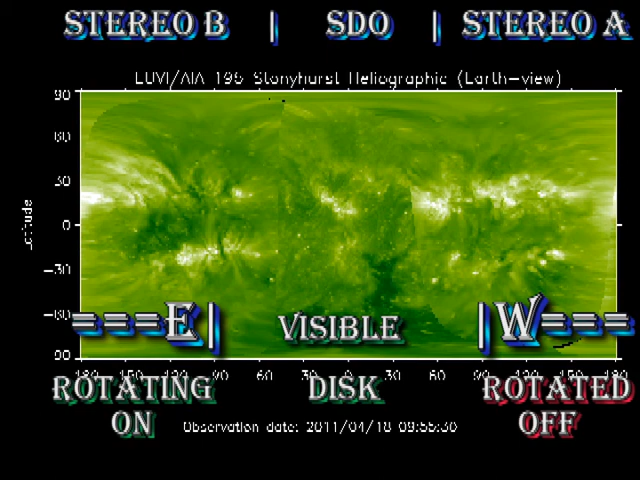 STEREO B | SDO | STEREO A
EUVI/AIA 195 Stonyhurst Heliographic (Earth-view)
90
60
30
0
-30
-60
90
Latitude
===E| VISIBLE |W===
-180 -150 -120 -90 -60 -30 0 30 60 90 120 150 180
ROTATING DISK ROTATED
ON OFF
Observation date: 2011/04/18 09:55:30